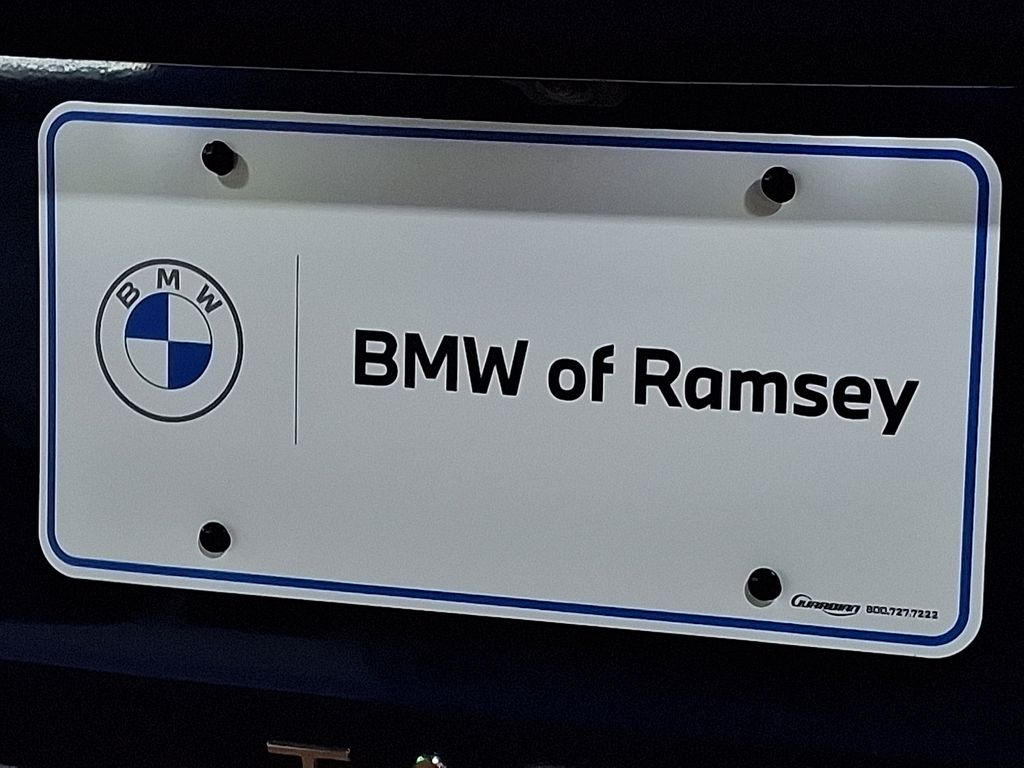 BMW
BMW of Ramsey
GUARDIAN 800.727.7222
T